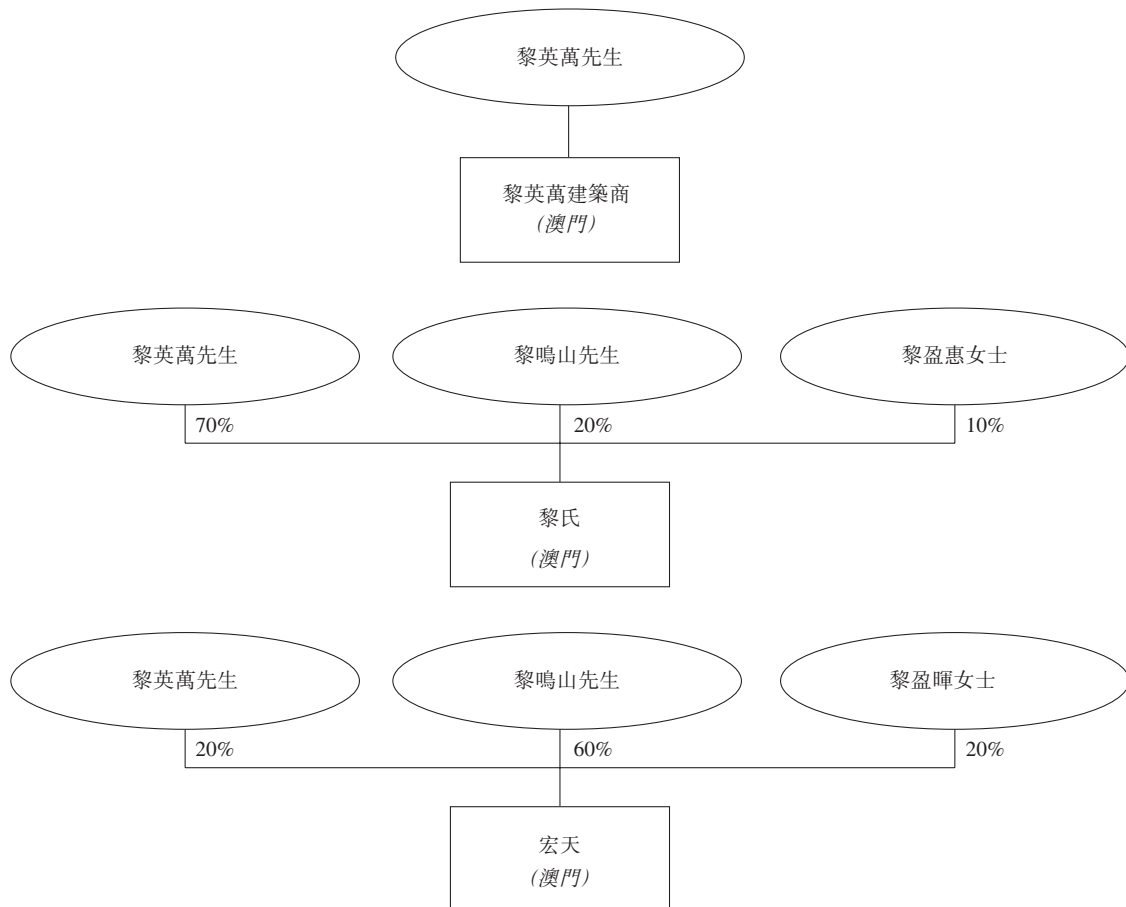 黎英萬先生
黎英萬建築商
(澳門)
黎英萬先生
黎鳴山先生
黎盈惠女士
70%
20%
10%
黎氏
(澳門)
黎英萬先生
黎鳴山先生
黎盈暉女士
20%
60%
20%
宏天
(澳門)